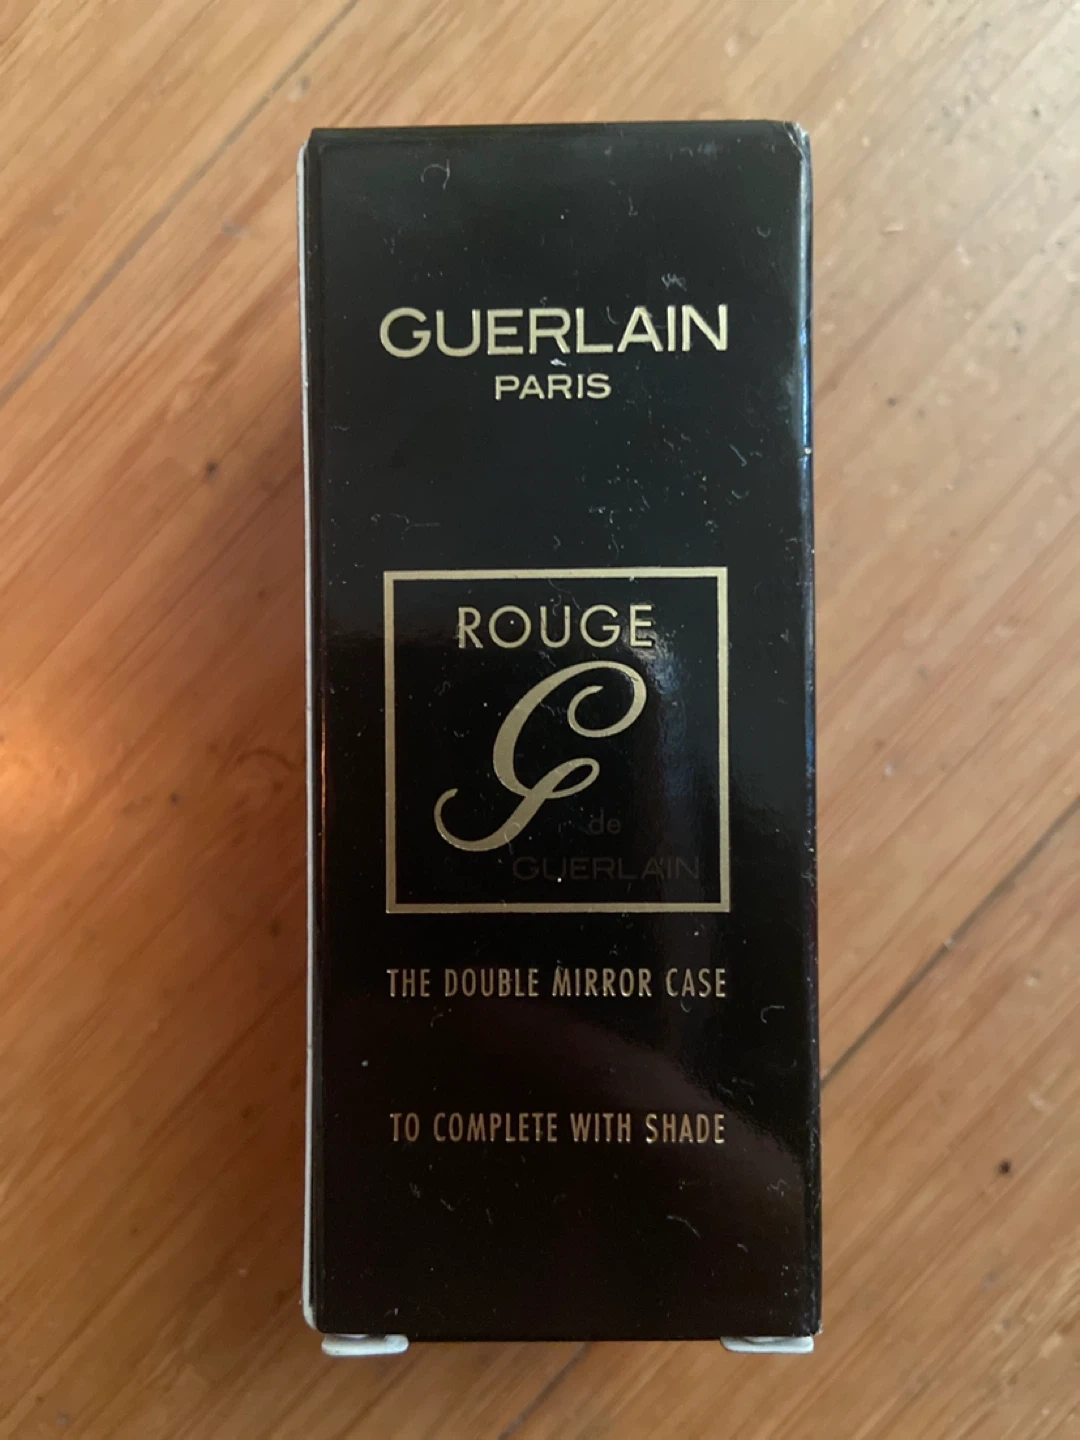 GUERLAIN
PARIS
ROUGE
G
de
GUERLAIN
THE DOUBLE MIRROR CASE
TO COMPLETE WITH SHADE